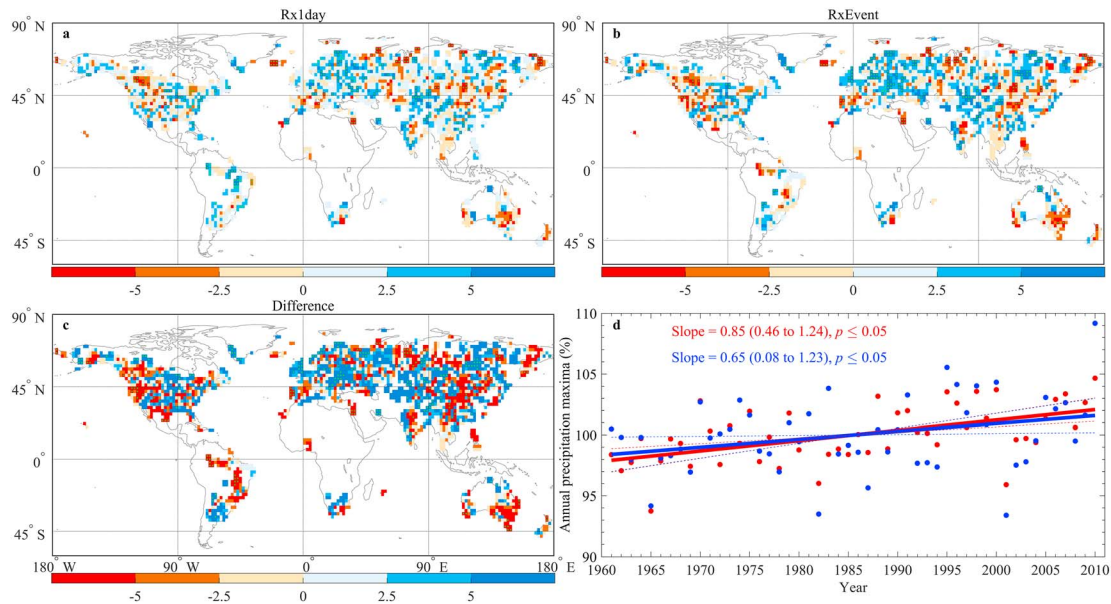 Rx1day
RxEvent
90° N
a
45° N
0°
45° S
-5 -2.5 0 2.5 5
90° N
b
45° N
0°
45° S
-5 -2.5 0 2.5 5
Difference
90° N
c
45° N
0°
45° S
180° W 90° W 0° 90° E 180° E
-5 -2.5 0 2.5 5
d
Slope = 0.85 (0.46 to 1.24), p ≤ 0.05
Slope = 0.65 (0.08 to 1.23), p ≤ 0.05
Annual precipitation maxima (%)
110
105
100
95
90
1960 1965 1970 1975 1980 1985 1990 1995 2000 2005 2010
Year